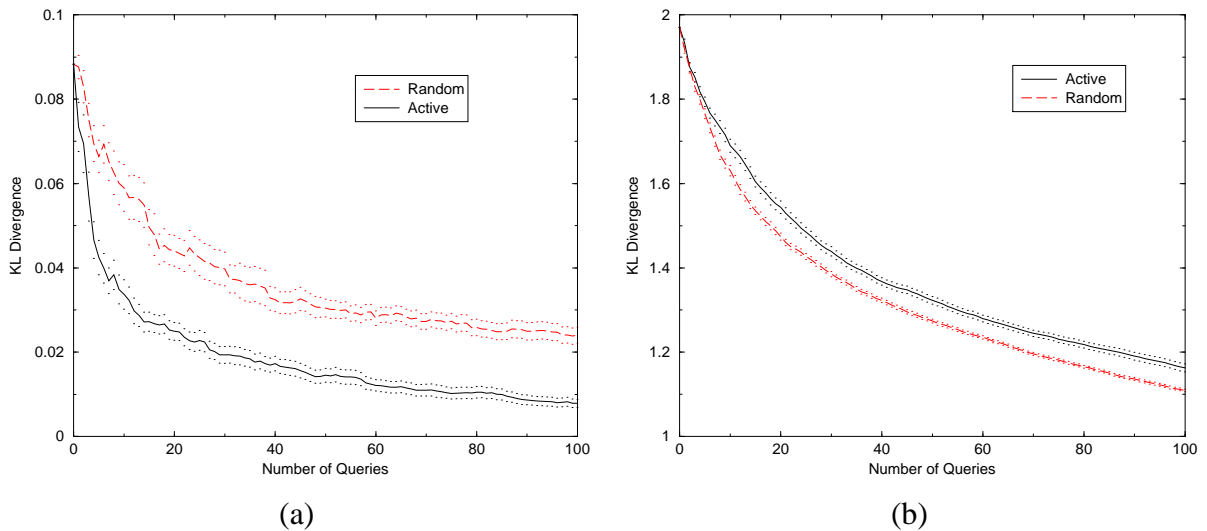 0.1
0.08
0.06
0.04
0.02
0
KL Divergence
Random
Active
0 20 40 60 80 100
Number of Queries
(a)
2
1.8
1.6
1.4
1.2
1
KL Divergence
Active
Random
0 20 40 60 80 100
Number of Queries
(b)